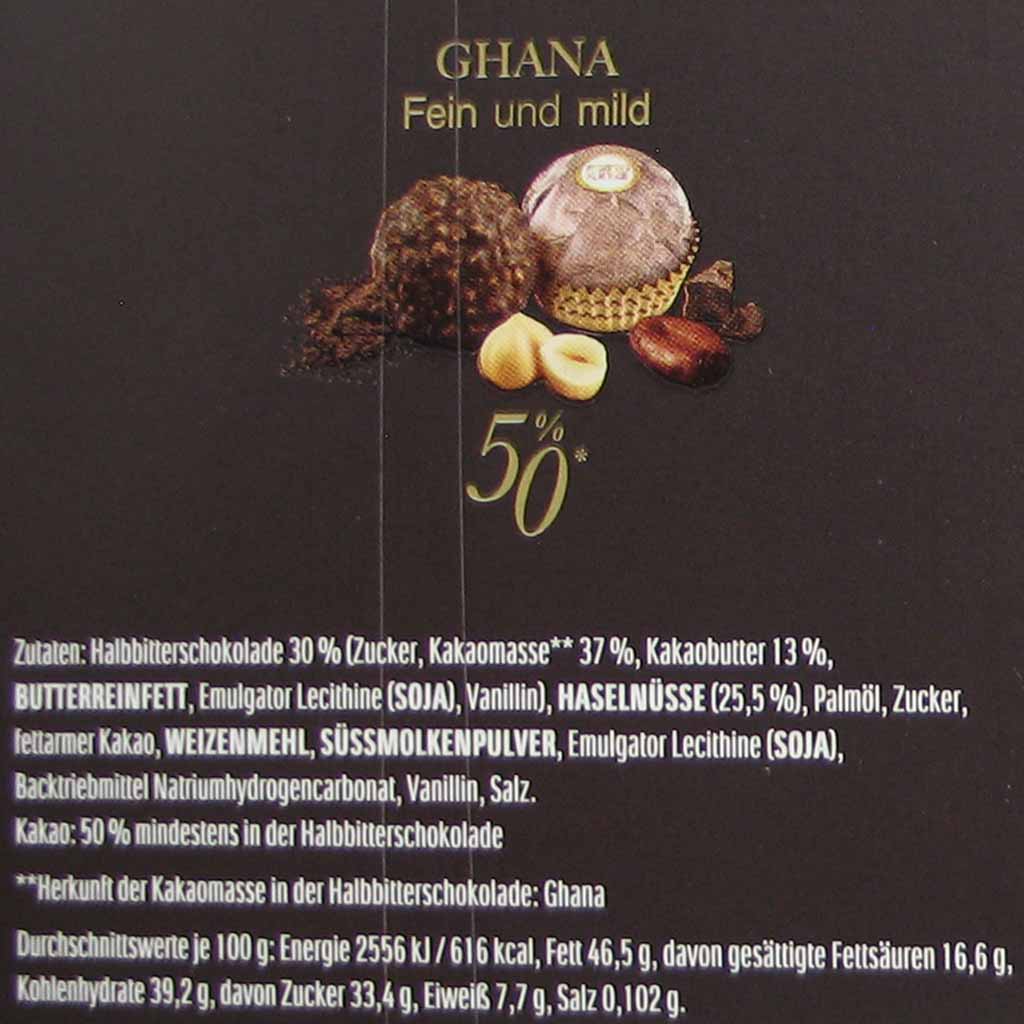 GHANA
Fein und mild
50%*
Zutaten: Halbbitterschokolade 30 % (Zucker, Kakaomasse** 37 %, Kakaobutter 13 %,
BUTTERREINFETT, Emulgator Lecithine (SOJA), Vanillin), HASELNÜSSE (25,5 %), Palmöl, Zucker,
fettarmer Kakao, WEIZENMEHL, SÜSSMOLKENPULVER, Emulgator Lecithine (SOJA),
Backtriebmittel Natriumhydrogencarbonat, Vanillin, Salz.
Kakao: 50 % mindestens in der Halbbitterschokolade
**Herkunft der Kakaomasse in der Halbbitterschokolade: Ghana
Durchschnittswerte je 100 g: Energie 2556 kJ / 616 kcal, Fett 46,5 g, davon gesättigte Fettsäuren 16,6 g,
Kohlenhydrate 39,2 g, davon Zucker 33,4 g, Eiweiß 7,7 g, Salz 0,102 g.